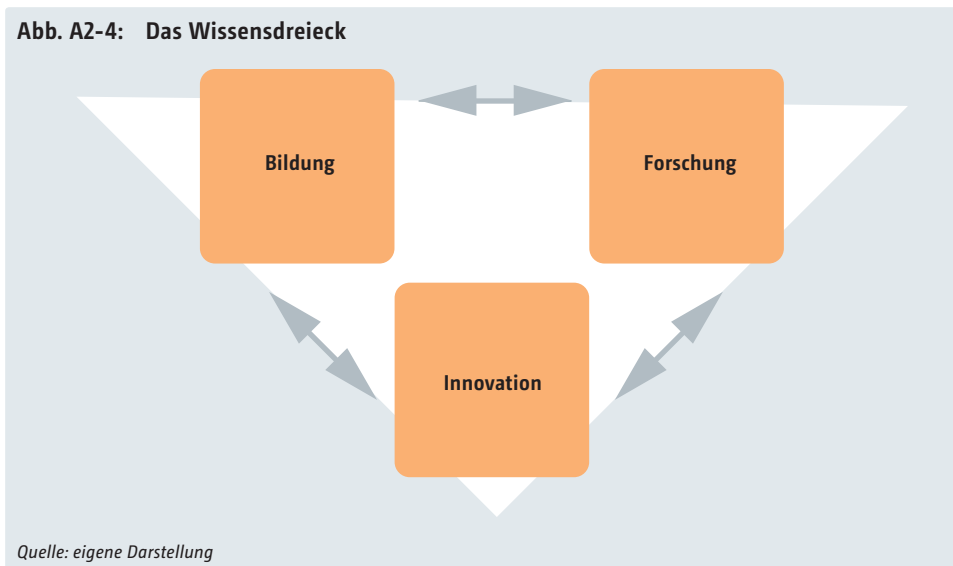 Abb. A2-4: Das Wissensdreieck
Bildung
Forschung
Innovation
Quelle: eigene Darstellung